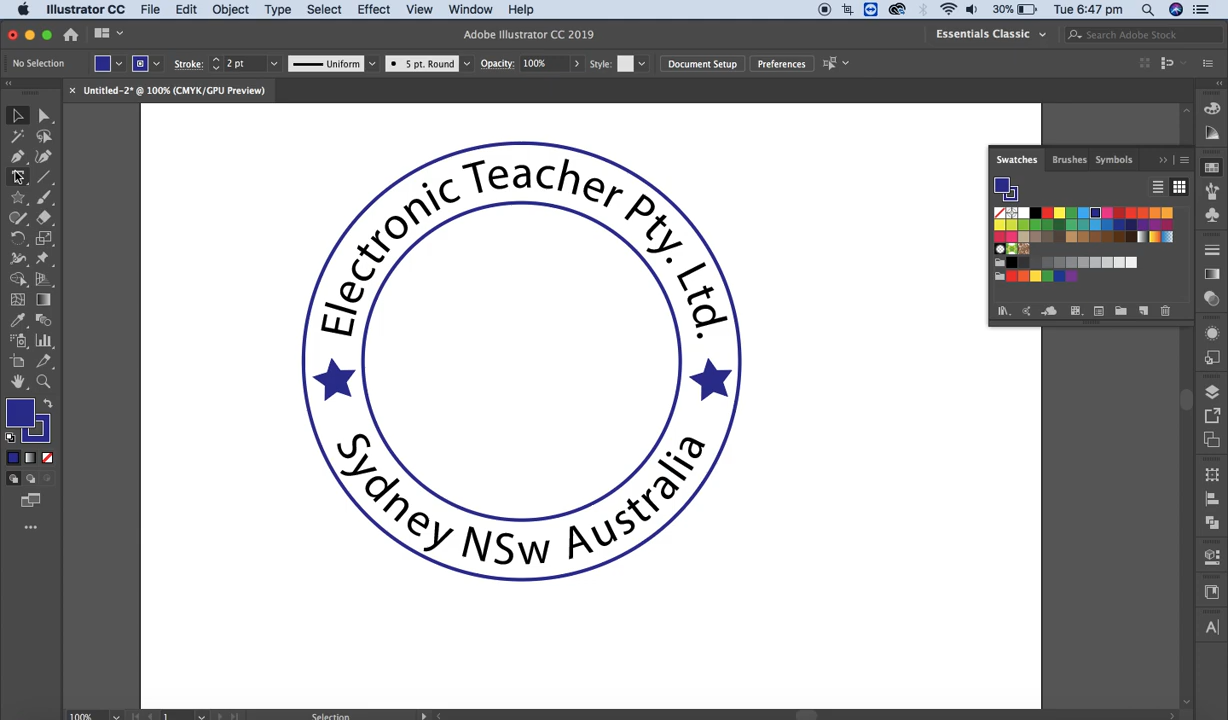 Illustrator CC File Edit Object Type Select Effect View Window Help 30% Tue 6:47 pm
Adobe Illustrator CC 2019 Essentials Classic Search Adobe Stock
No Selection Stroke: 2 pt Uniform 5 pt. Round Opacity: 100% Style: Document Setup Preferences
Untitled-2* @ 100% (CMYK/GPU Preview)
Swatches Brushes Symbols
Electronic Teacher Pty. Ltd.
Sydney NSw Australia
100% 1 Selection